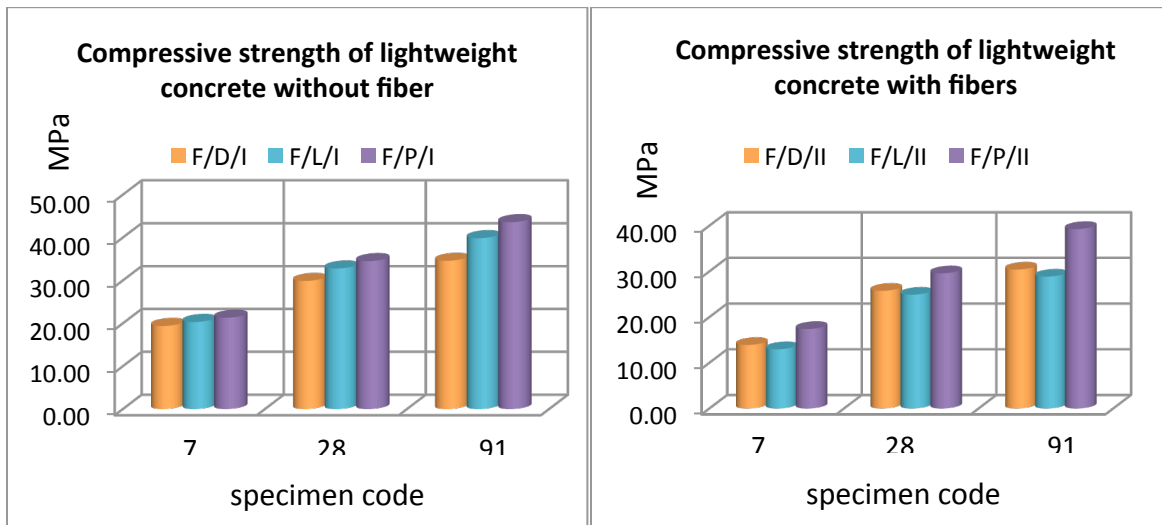 Compressive strength of lightweight
concrete without fiber
MPa
F/D/I F/L/I F/P/I
50.00
40.00
30.00
20.00
10.00
0.00
7 28 91
specimen code
Compressive strength of lightweight
concrete with fibers
MPa
F/D/II F/L/II F/P/II
40.00
30.00
20.00
10.00
0.00
7 28 91
specimen code